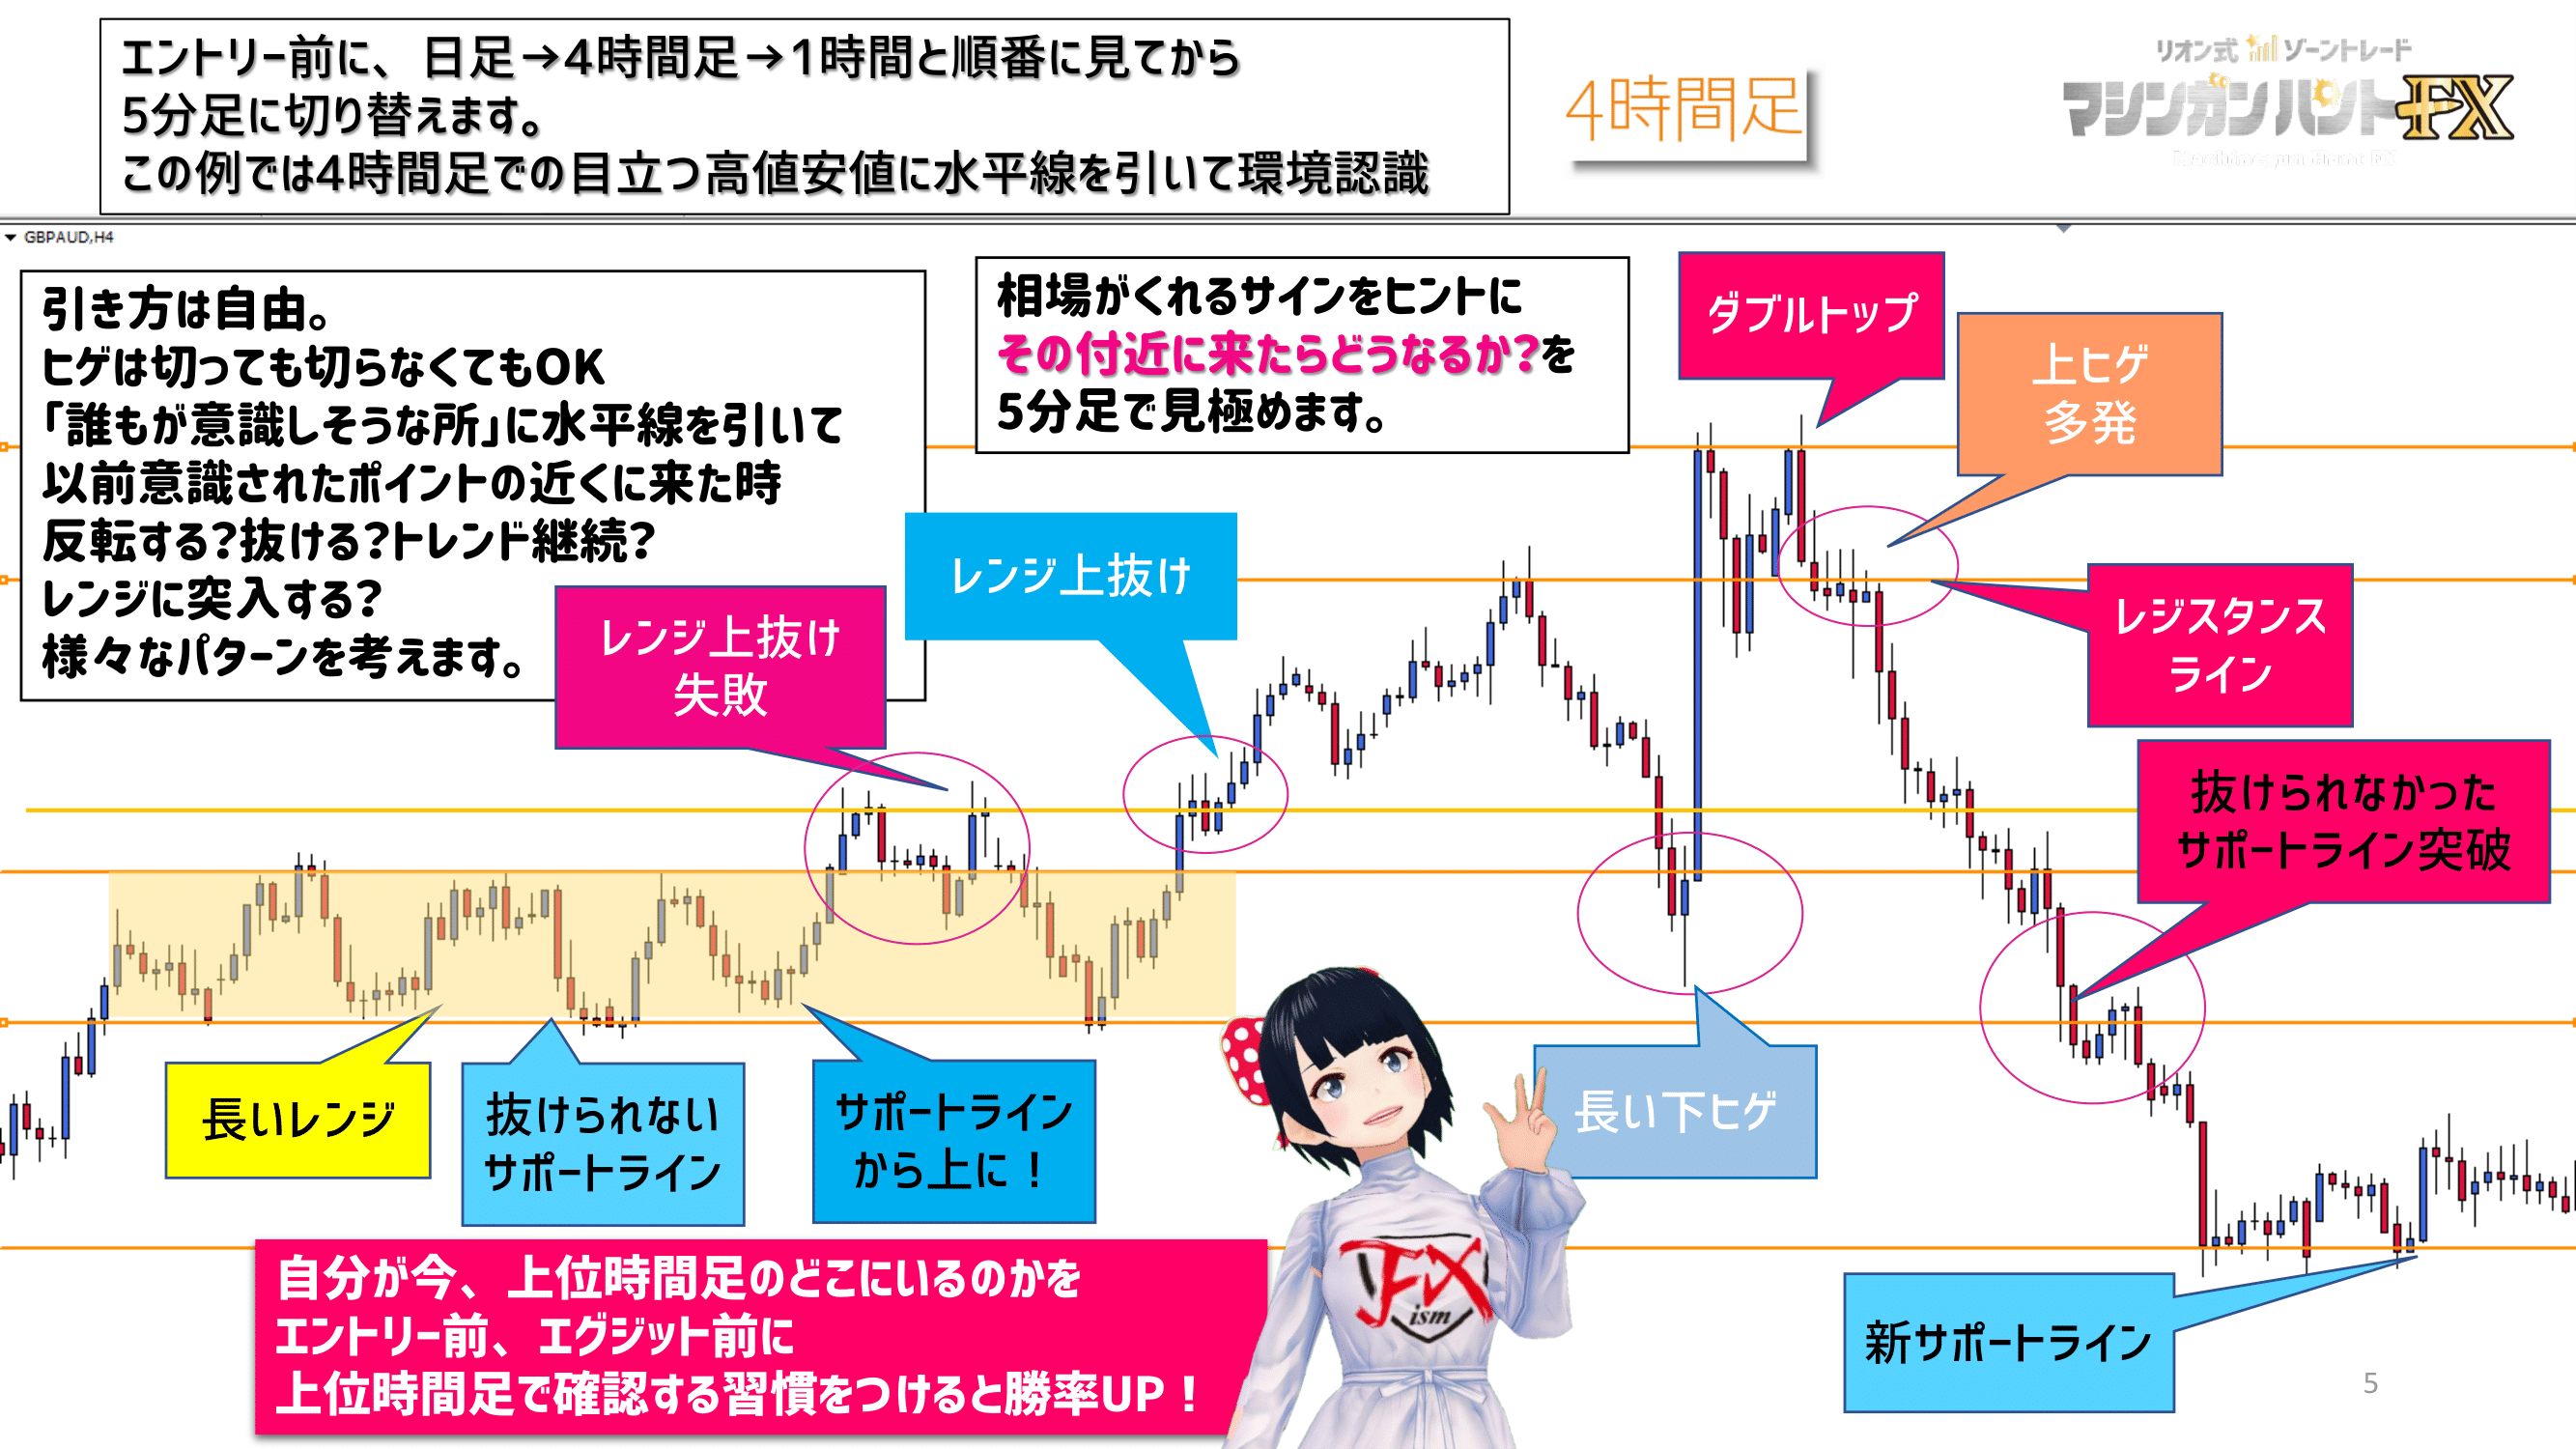 エントリー前に、日足→4時間足→1時間と順番に見てから
5分足に切り替えます。
この例では4時間足での目立つ高値安値に水平線を引いて環境認識
4時間足
リオン式 ゾーントレード
マシンガンハントFX
GBPAUD,H4
引き方は自由。
ヒゲは切っても切らなくてもOK
「誰もが意識しそうな所」に水平線を引いて
以前意識されたポイントの近くに来た時
反転する?抜ける?トレンド継続?
レンジに突入する?
様々なパターンを考えます。
相場がくれるサインをヒントに
その付近に来たらどうなるか?を
5分足で見極めます。
ダブルトップ
上ヒゲ
多発
レンジ上抜け
レンジ上抜け
失敗
レジスタンス
ライン
抜けられなかった
サポートライン突破
長いレンジ
抜けられない
サポートライン
サポートライン
から上に！
長い下ヒゲ
自分が今、上位時間足のどこにいるのかを
エントリー前、エグジット前に
上位時間足で確認する習慣をつけると勝率UP！
FX
ism
新サポートライン
5